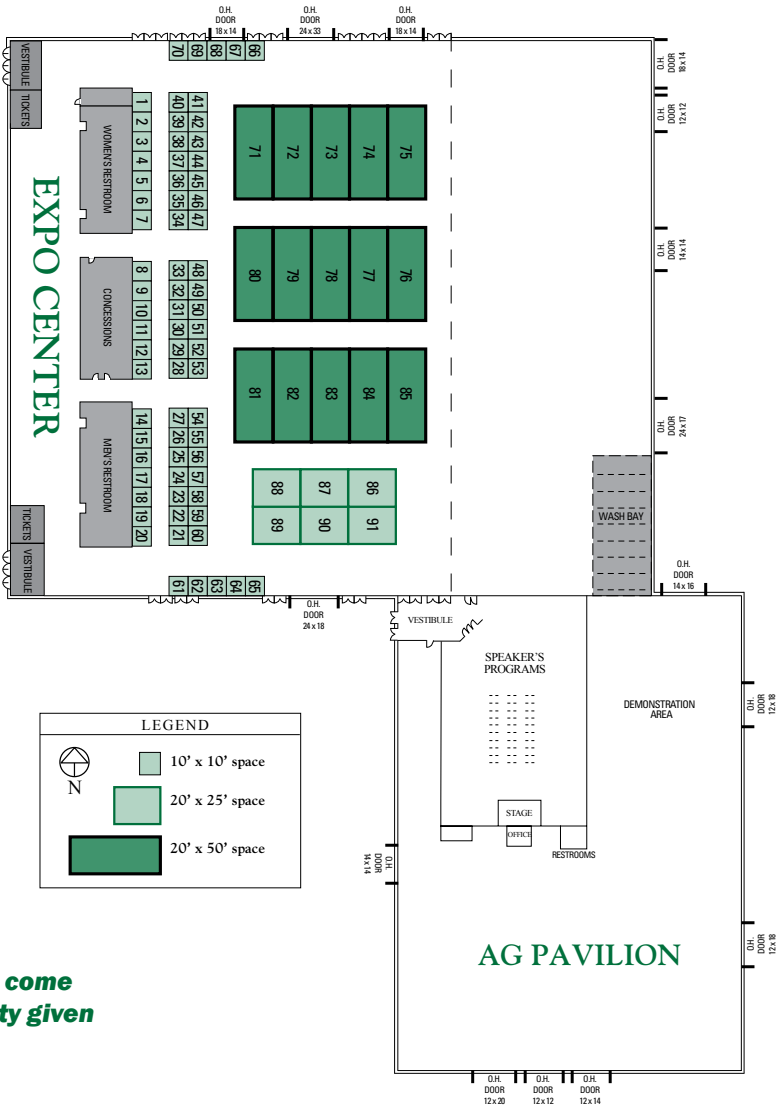 O.H.
DOOR
18 x 14
O.H.
DOOR
24 x 33
O.H.
DOOR
18 x 14
O.H.
DOOR
18 x 14
O.H.
DOOR
12 x 12
O.H.
DOOR
14 x 14
O.H.
DOOR
24 x 17
VESTIBULE
TICKETS
70 69 68 67 66
WOMEN'S RESTROOM
1 2 3 4 5 6 7
40 39 38 37 36 35 34
41 42 43 44 45 46 47
71 72 73 74 75
EXPO CENTER
CONCESSIONS
8 9 10 11 12 13
33 32 31 30 29 28
48 49 50 51 52 53
80 79 78 77 76
MEN'S RESTROOM
14 15 16 17 18 19 20
27 26 25 24 23 22 21
54 55 56 57 58 59 60
81 82 83 84 85
88 87 86
89 90 91
TICKETS
VESTIBULE
61 62 63 64 65
WASH BAY
O.H.
DOOR
14 x 16
O.H.
DOOR
24 x 18
VESTIBULE
SPEAKER'S
PROGRAMS
DEMONSTRATION
AREA
O.H.
DOOR
12 x 18
STAGE
OFFICE
RESTROOMS
O.H.
DOOR
14 x 14
O.H.
DOOR
12 x 18
AG PAVILION
O.H.
DOOR
12 x 20
O.H.
DOOR
12 x 12
O.H.
DOOR
12 x 14
LEGEND
N
10' x 10' space
20' x 25' space
20' x 50' space
come
ty given